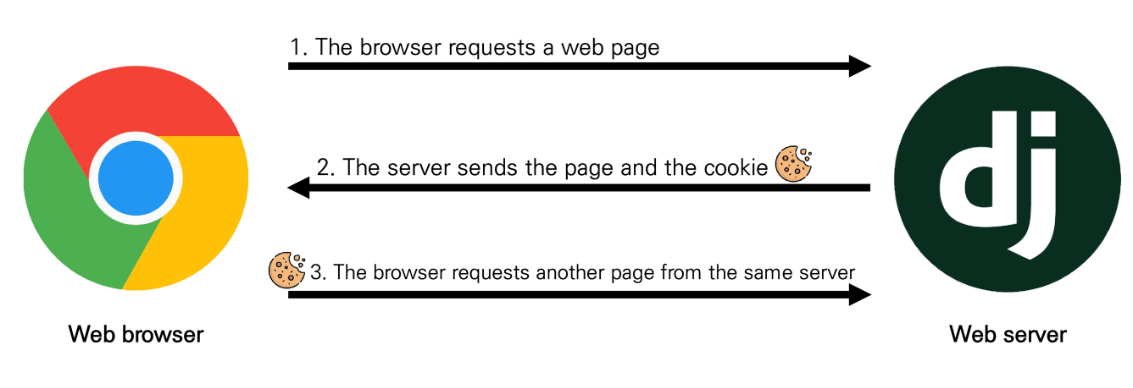 1. The browser requests a web page
2. The server sends the page and the cookie
3. The browser requests another page from the same server
dj
Web browser
Web server